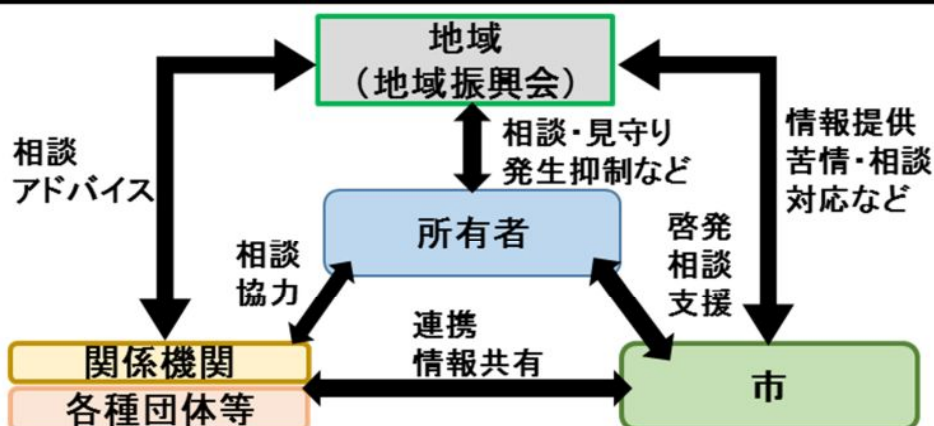 地域
（地域振興会）
相談
アドバイス
相談・見守り
発生抑制など
情報提供
苦情・相談
対応など
所有者
相談
協力
啓発
相談
支援
連携
情報共有
関係機関
各種団体等
市